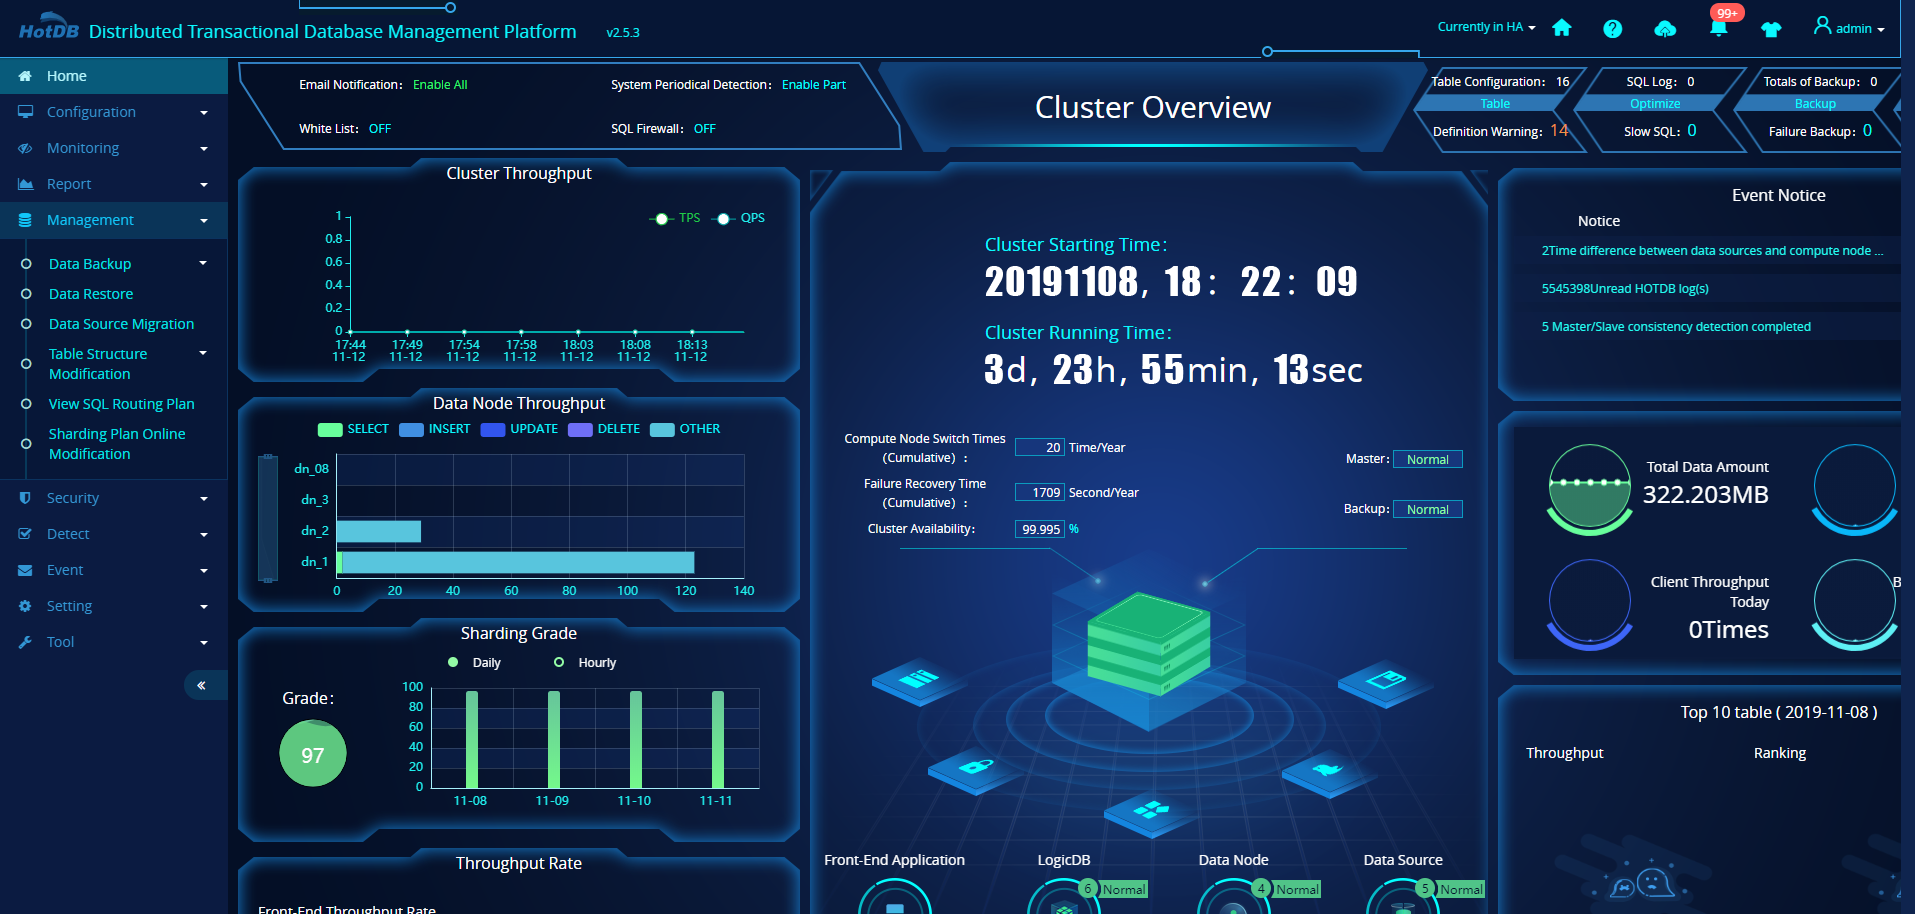 HotDB Distributed Transactional Database Management Platform v2.5.3
Currently in HA
99+
admin
Home
Configuration
Monitoring
Report
Management
Data Backup
Data Restore
Data Source Migration
Table Structure
Modification
View SQL Routing Plan
Sharding Plan Online
Modification
Security
Detect
Event
Setting
Tool
Email Notification: Enable All
System Periodical Detection: Enable Part
White List: OFF
SQL Firewall: OFF
Cluster Overview
Table Configuration: 16
Table
Definition Warning: 14
SQL Log: 0
Optimize
Slow SQL: 0
Totals of Backup: 0
Backup
Failure Backup: 0
Cluster Throughput
TPS QPS
1
0.8
0.6
0.4
0.2
0
17:44 17:49 17:54 17:58 18:03 18:08 18:13
11-12 11-12 11-12 11-12 11-12 11-12 11-12
Data Node Throughput
SELECT INSERT UPDATE DELETE OTHER
dn_08
dn_3
dn_2
dn_1
0 20 40 60 80 100 120 140
Sharding Grade
Daily Hourly
Grade:
97
100
80
60
40
20
0
11-08 11-09 11-10 11-11
Throughput Rate
Front-End Throughput Rate
Cluster Starting Time:
20191108, 18: 22: 09
Cluster Running Time:
3d, 23h, 55min, 13sec
Compute Node Switch Times
(Cumulative) : 20 Time/Year
Failure Recovery Time
(Cumulative) : 1709 Second/Year
Cluster Availability: 99.995 %
Master: Normal
Backup: Normal
Front-End Application LogicDB Data Node Data Source
6 Normal 4 Normal 5 Normal
Event Notice
Notice
2Time difference between data sources and compute node ...
5545398Unread HOTDB log(s)
5 Master/Slave consistency detection completed
Total Data Amount
322.203MB
Client Throughput
Today
0Times
B
Top 10 table ( 2019-11-08 )
Throughput Ranking